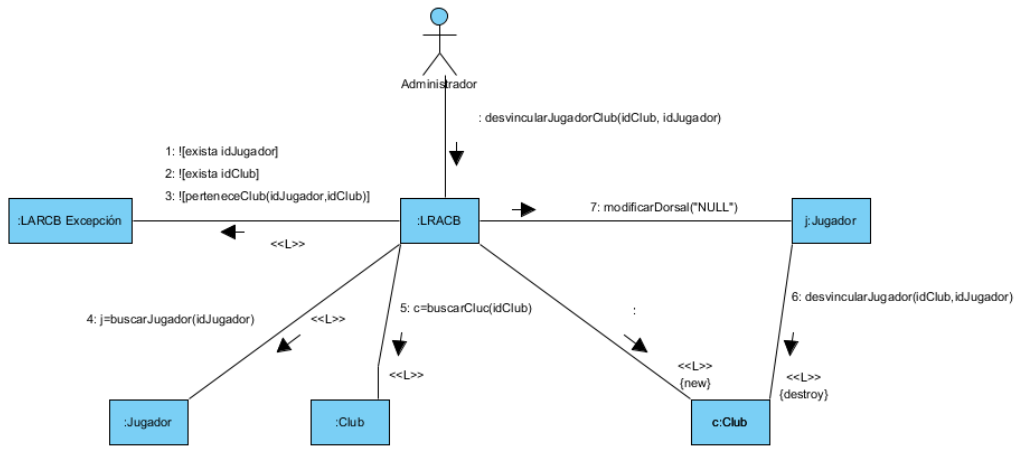 Administrador
: desvincularJugadorClub(idClub, idJugador)
1: ![exista idJugador]
2: ![exista idClub]
3: ![perteneceClub(idJugador,idClub)]
:LARCB Excepción
:LRACB
7: modificarDorsal("NULL")
j:Jugador
<<L>>
4: j=buscarJugador(idJugador)
<<L>>
5: c=buscarCluc(idClub)
:
6: desvincularJugador(idClub,idJugador)
<<L>>
<<L>>
{new}
<<L>>
{destroy}
:Jugador
:Club
c:Club